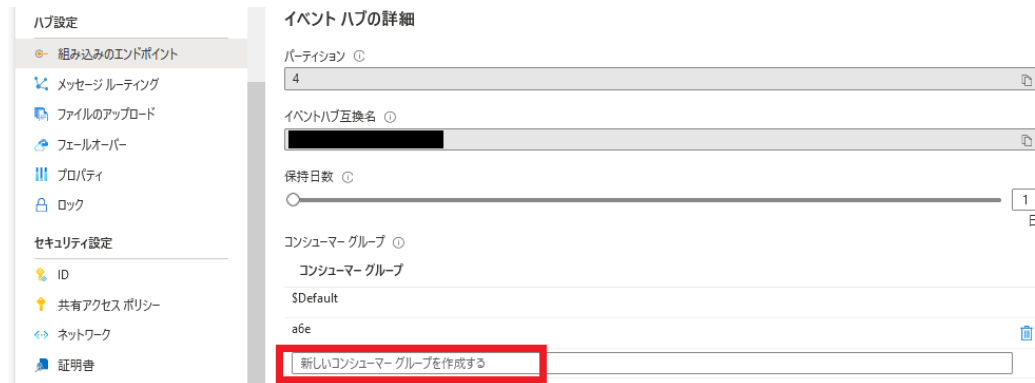 ハブ設定
組み込みのエンドポイント
メッセージ ルーティング
ファイルのアップロード
フェールオーバー
プロパティ
ロック
セキュリティ設定
ID
共有アクセス ポリシー
ネットワーク
証明書
イベント ハブの詳細
パーティション
4
イベントハブ互換名
保持日数
1
日
コンシューマー グループ
コンシューマー グループ
$Default
a6e
新しいコンシューマー グループを作成する